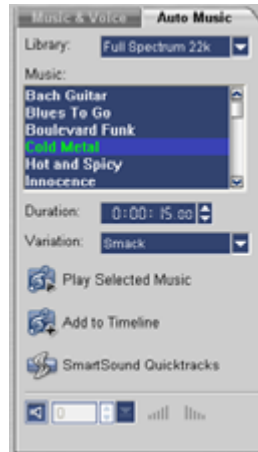 Music & Voice Auto Music
Library: Full Spectrum 22k
Music:
Bach Guitar
Blues To Go
Boulevard Funk
Cold Metal
Hot and Spicy
Innocence
Duration: 0:00:15.00
Variation: Smack
Play Selected Music
Add to Timeline
SmartSound Quicktracks
0